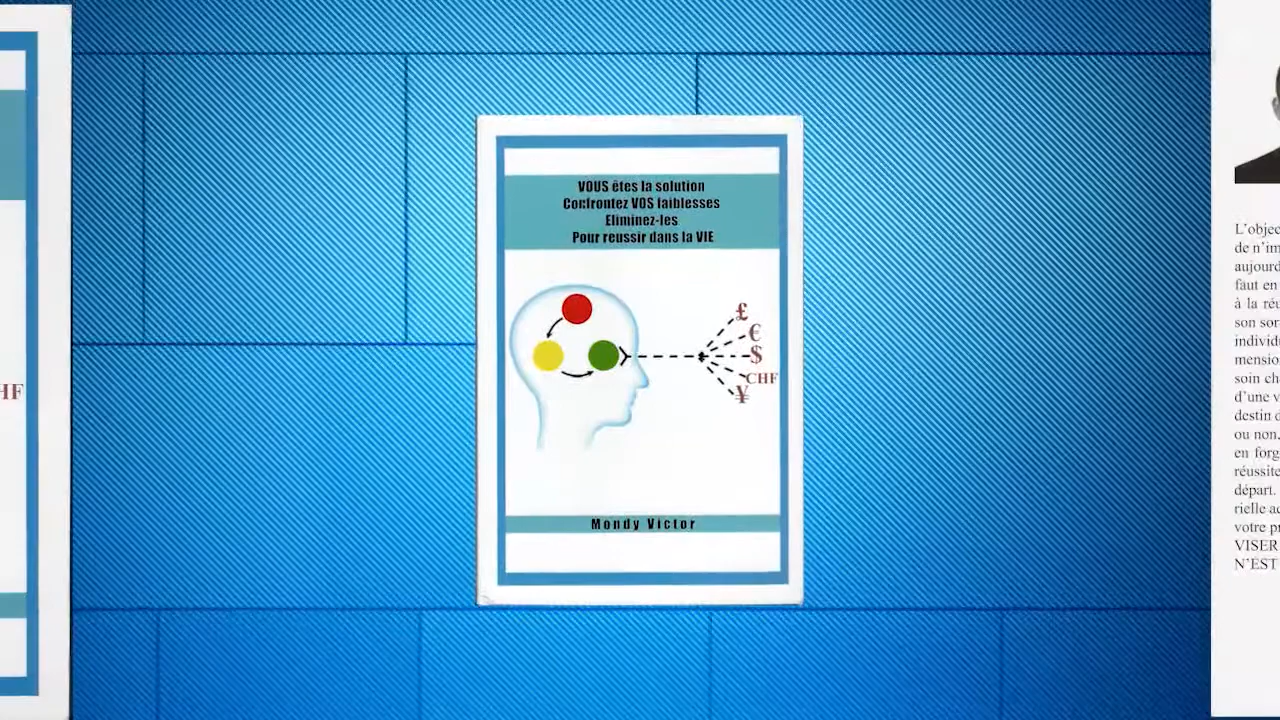 HF
VOUS êtes la solution
Confrontez VOS faiblesses
Eliminez-les
Pour reussir dans la VIE
£
€
$
CHF
¥
Mondy Victor
L'objec
de n'im
aujourd
faut en
à la réu
son sor
individu
mensio
soin ch
d'une v
destin d
ou non,
en forg
réussite
départ.
rielle ac
votre pr
VISER
N'EST